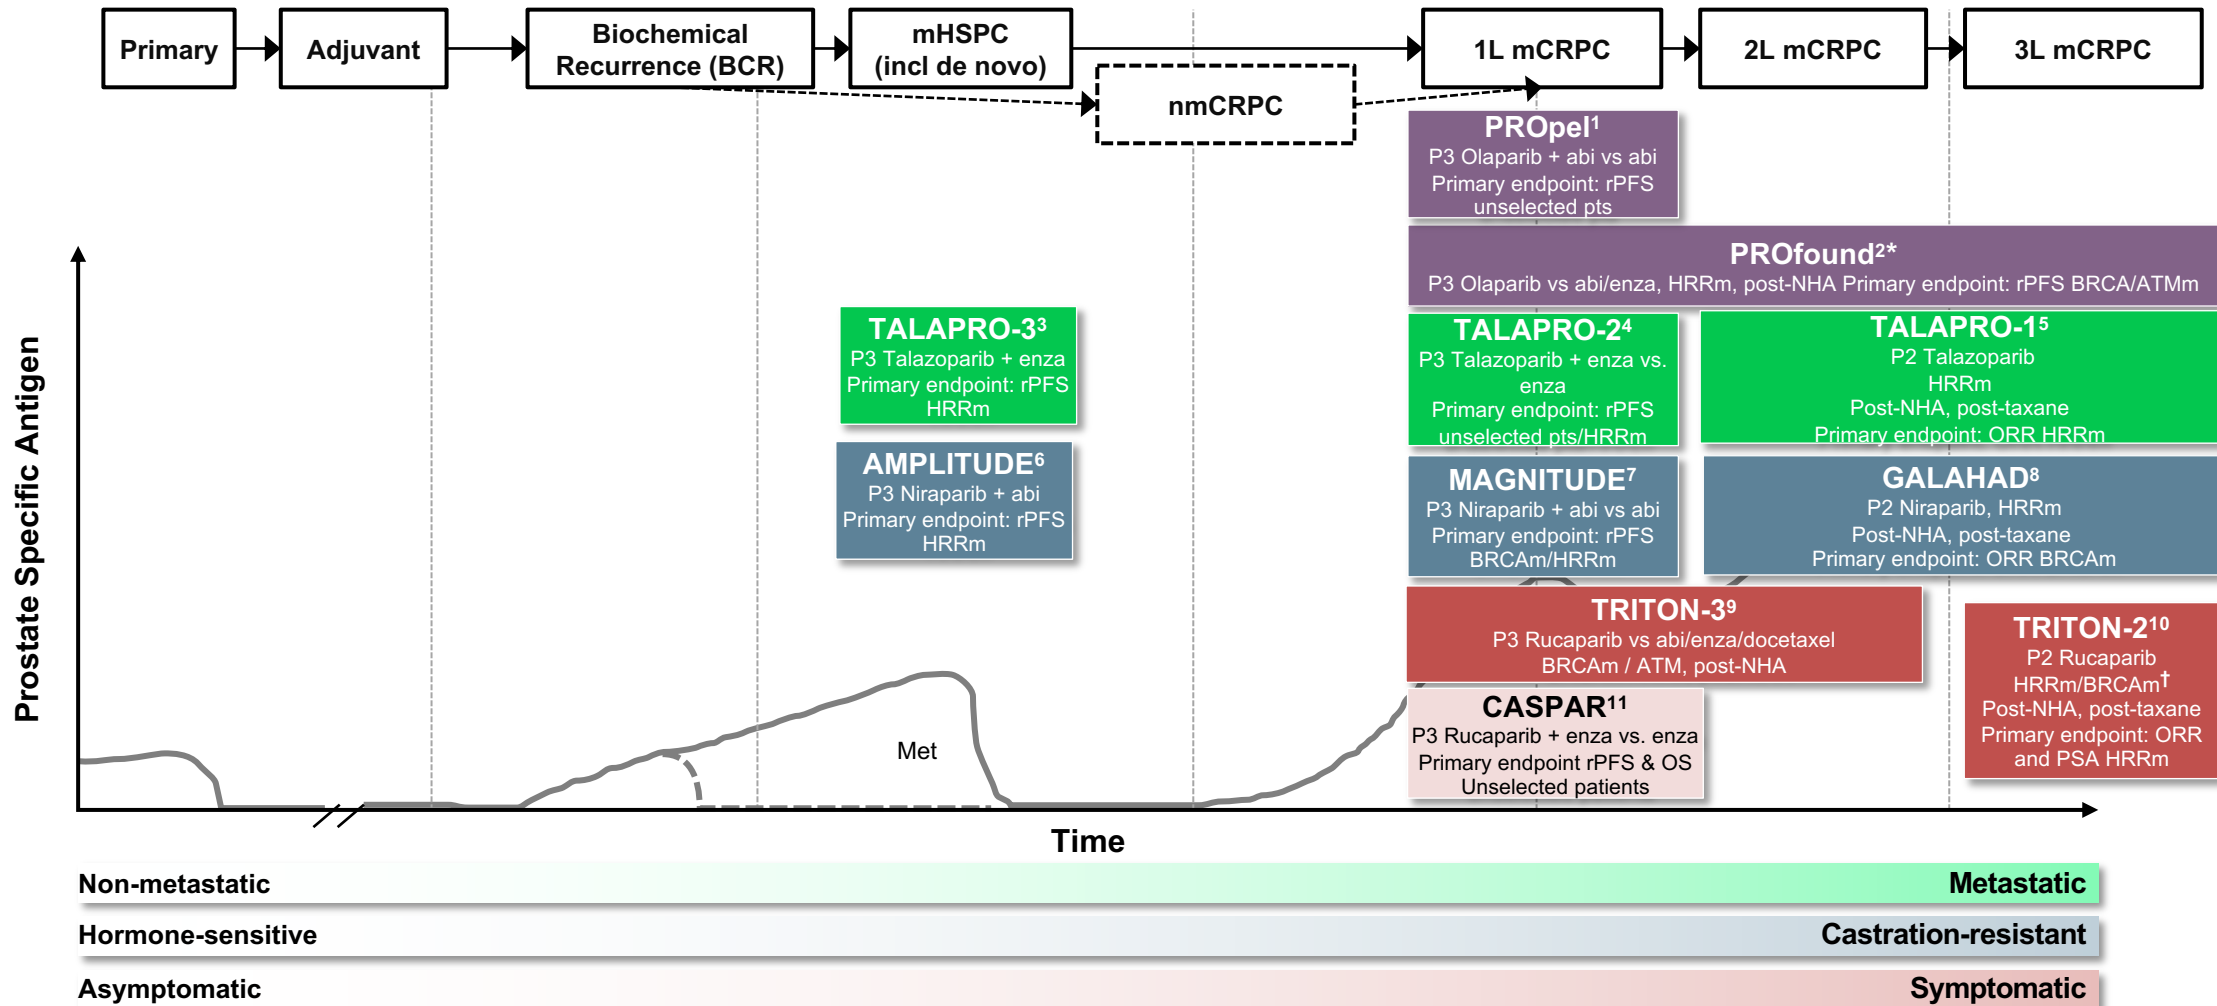 Primary
Adjuvant
Biochemical
Recurrence (BCR)
mHSPC
(incl de novo)
nmCRPC
1L mCRPC
2L mCRPC
3L mCRPC
PROpel¹
P3 Olaparib + abi vs abi
Primary endpoint: rPFS
unselected pts
PROfound²*
P3 Olaparib vs abi/enza, HRRm, post-NHA Primary endpoint: rPFS BRCA/ATMm
TALAPRO-3³
P3 Talazoparib + enza
Primary endpoint: rPFS
HRRm
TALAPRO-2⁴
P3 Talazoparib + enza vs.
enza
Primary endpoint: rPFS
unselected pts/HRRm
TALAPRO-1⁵
P2 Talazoparib
HRRm
Post-NHA, post-taxane
Primary endpoint: ORR HRRm
AMPLITUDE⁶
P3 Niraparib + abi
Primary endpoint: rPFS
HRRm
MAGNITUDE⁷
P3 Niraparib + abi vs abi
Primary endpoint: rPFS
BRCAm/HRRm
GALAHAD⁸
P2 Niraparib, HRRm
Post-NHA, post-taxane
Primary endpoint: ORR BRCAm
TRITON-3⁹
P3 Rucaparib vs abi/enza/docetaxel
BRCAm / ATM, post-NHA
TRITON-2¹⁰
P2 Rucaparib
HRRm/BRCAm†
Post-NHA, post-taxane
Primary endpoint: ORR
and PSA HRRm
CASPAR¹¹
P3 Rucaparib + enza vs. enza
Primary endpoint rPFS & OS
Unselected patients
Met
Prostate Specific Antigen
Time
Non-metastatic
Metastatic
Hormone-sensitive
Castration-resistant
Asymptomatic
Symptomatic